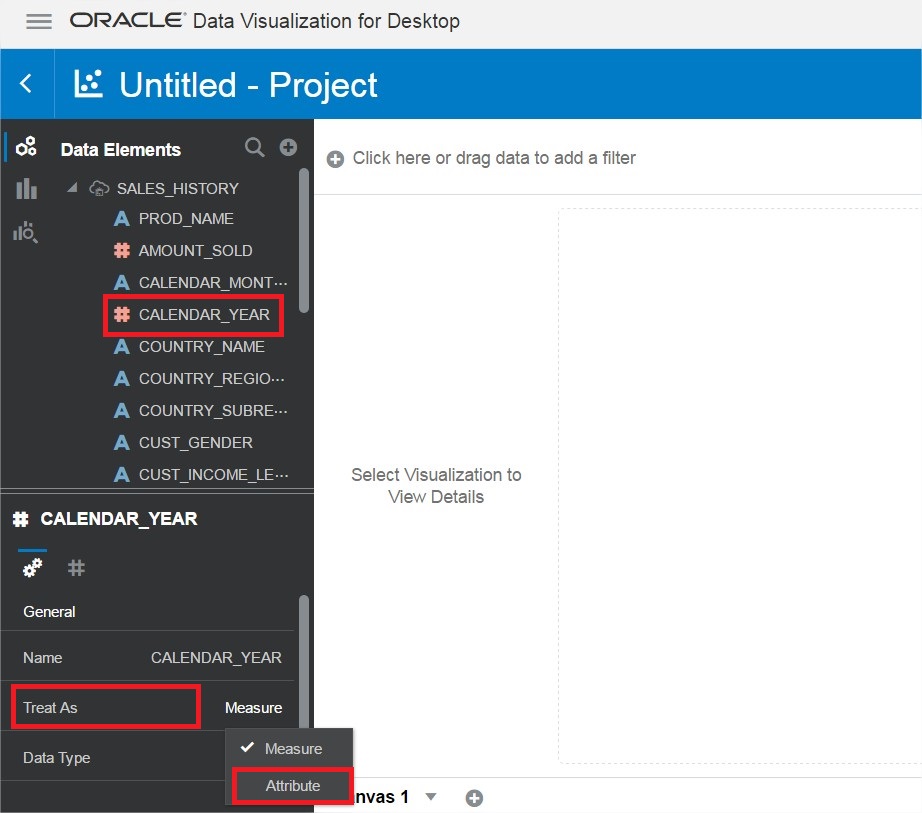 ORACLE® Data Visualization for Desktop
Untitled - Project
Data Elements
Click here or drag data to add a filter
SALES_HISTORY
PROD_NAME
AMOUNT_SOLD
CALENDAR_MONT...
CALENDAR_YEAR
COUNTRY_NAME
COUNTRY_REGIO...
COUNTRY_SUBRE...
CUST_GENDER
CUST_INCOME_LE...
Select Visualization to
View Details
CALENDAR_YEAR
General
Name CALENDAR_YEAR
Treat As Measure
Measure
Data Type
Attribute
nvas 1